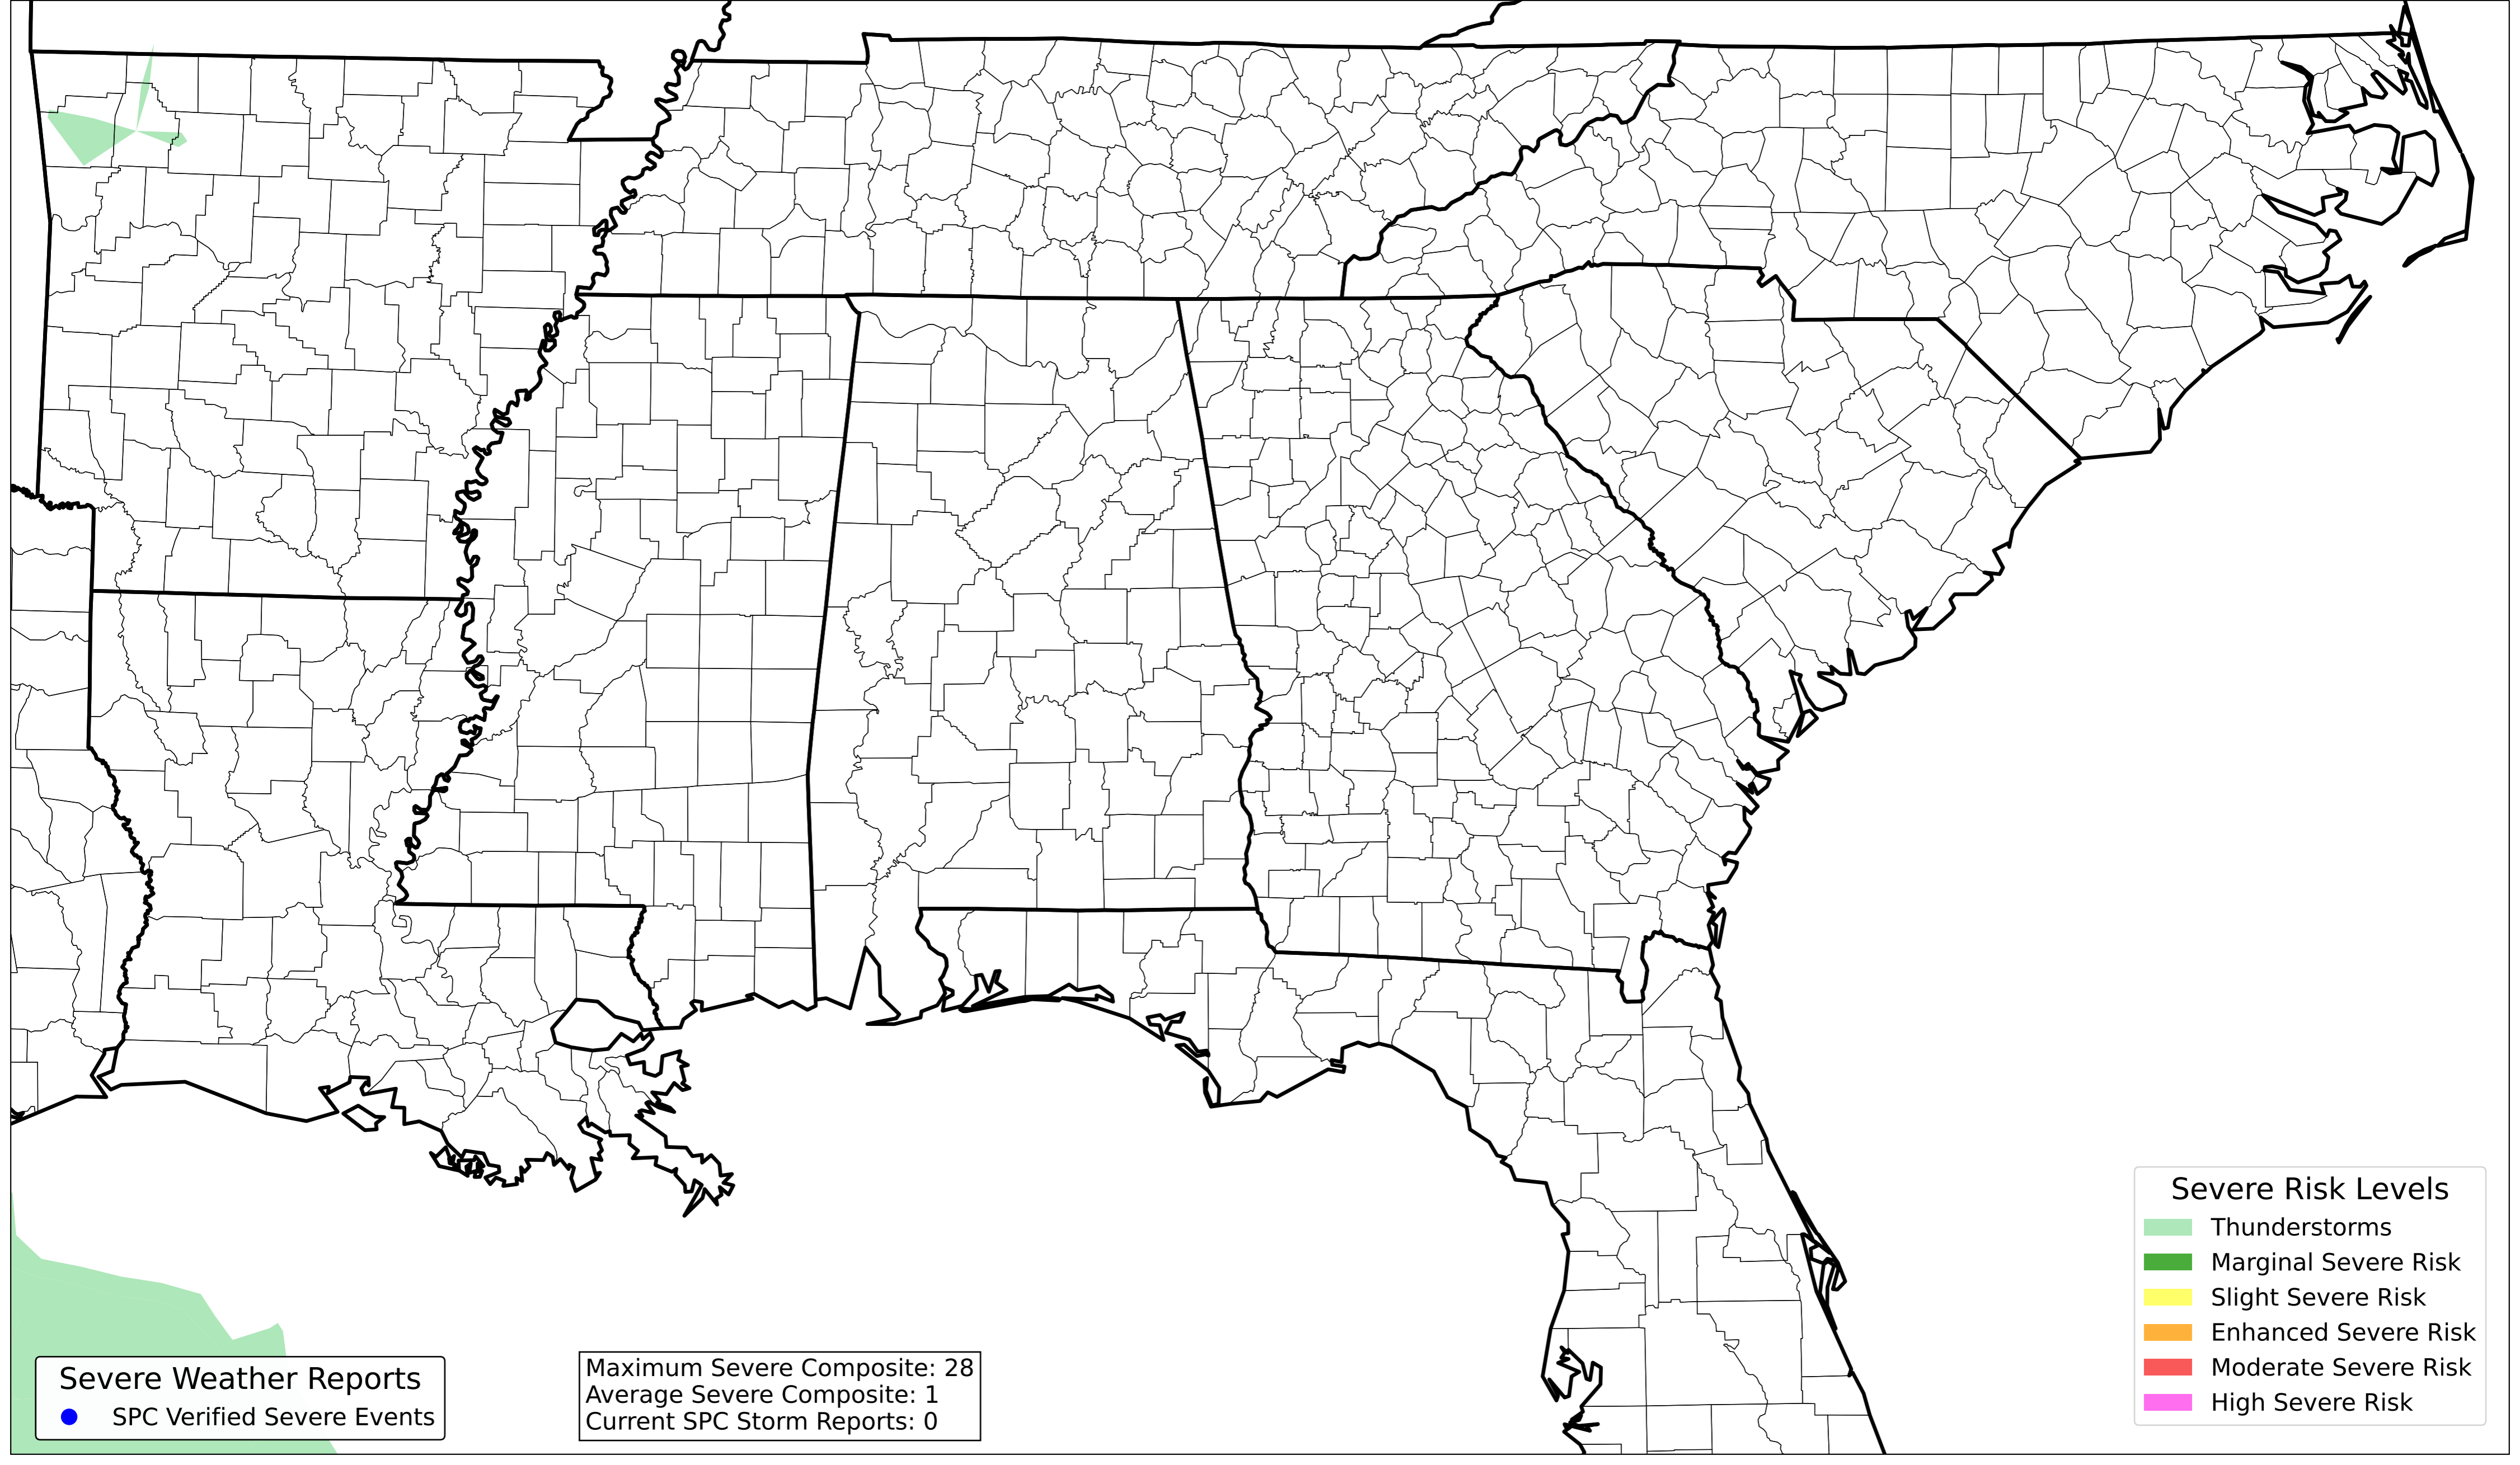 Severe Risk Levels
Thunderstorms
Marginal Severe Risk
Slight Severe Risk
Enhanced Severe Risk
Moderate Severe Risk
High Severe Risk
Severe Weather Reports
SPC Verified Severe Events
Maximum Severe Composite: 28
Average Severe Composite: 1
Current SPC Storm Reports: 0